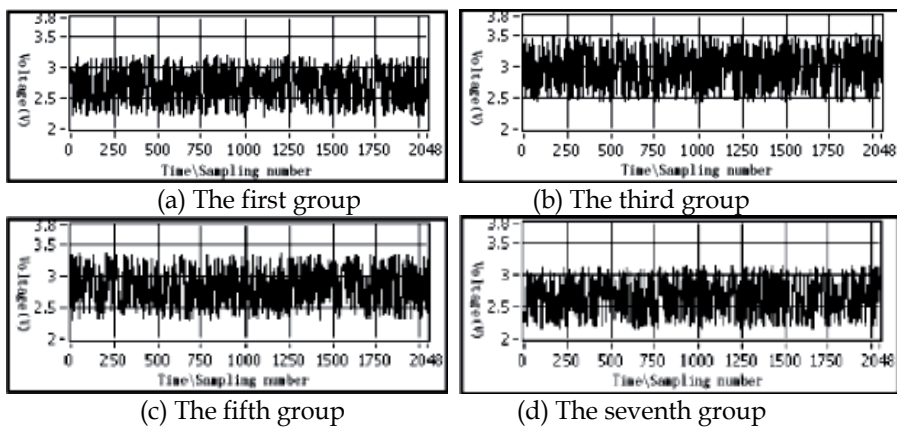 3.8
3.5
3
2.5
2
Voltage(V)
0 250 500 750 1000 1250 1500 1750 2048
Time\Sampling number
(a) The first group
3.8
3.5
3
2.5
2
Voltage(V)
0 250 500 750 1000 1250 1500 1750 2048
Time\Sampling number
(b) The third group
3.8
3.5
3
2.5
2
Voltage(V)
0 250 500 750 1000 1250 1500 1750 2048
Time\Sampling number
(c) The fifth group
3.8
3.5
3
2.5
2
Voltage(V)
0 250 500 750 1000 1250 1500 1750 2048
Time\Sampling number
(d) The seventh group